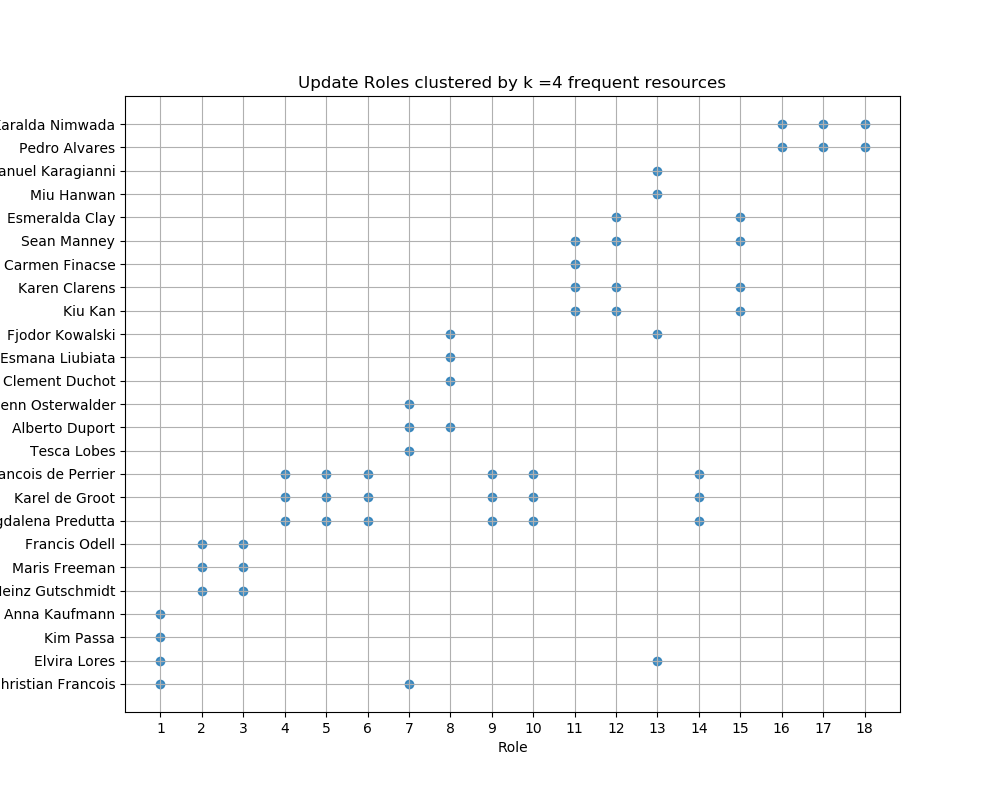 Update Roles clustered by k =4 frequent resources
Karalda Nimwada
Pedro Alvares
anuel Karagianni
Miu Hanwan
Esmeralda Clay
Sean Manney
Carmen Finacse
Karen Clarens
Kiu Kan
Fjodor Kowalski
Esmana Liubiata
Clement Duchot
enn Osterwalder
Alberto Duport
Tesca Lobes
ancois de Perrier
Karel de Groot
gdalena Predutta
Francis Odell
Maris Freeman
Heinz Gutschmidt
Anna Kaufmann
Kim Passa
Elvira Lores
hristian Francois
1 2 3 4 5 6 7 8 9 10 11 12 13 14 15 16 17 18
Role